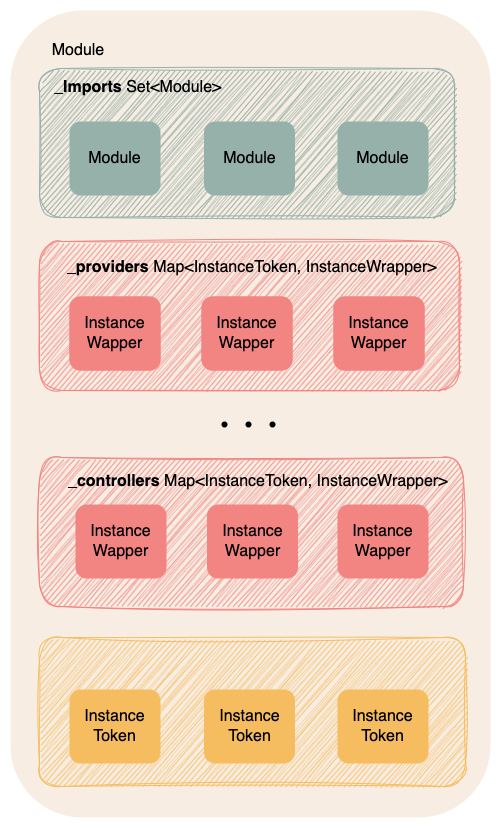 Module
_Imports Set<Module>
Module Module Module
_providers Map<InstanceToken, InstanceWrapper>
Instance Instance Instance
Wapper Wapper Wapper
_controllers Map<InstanceToken, InstanceWrapper>
Instance Instance Instance
Wapper Wapper Wapper
Instance Instance Instance
Token Token Token